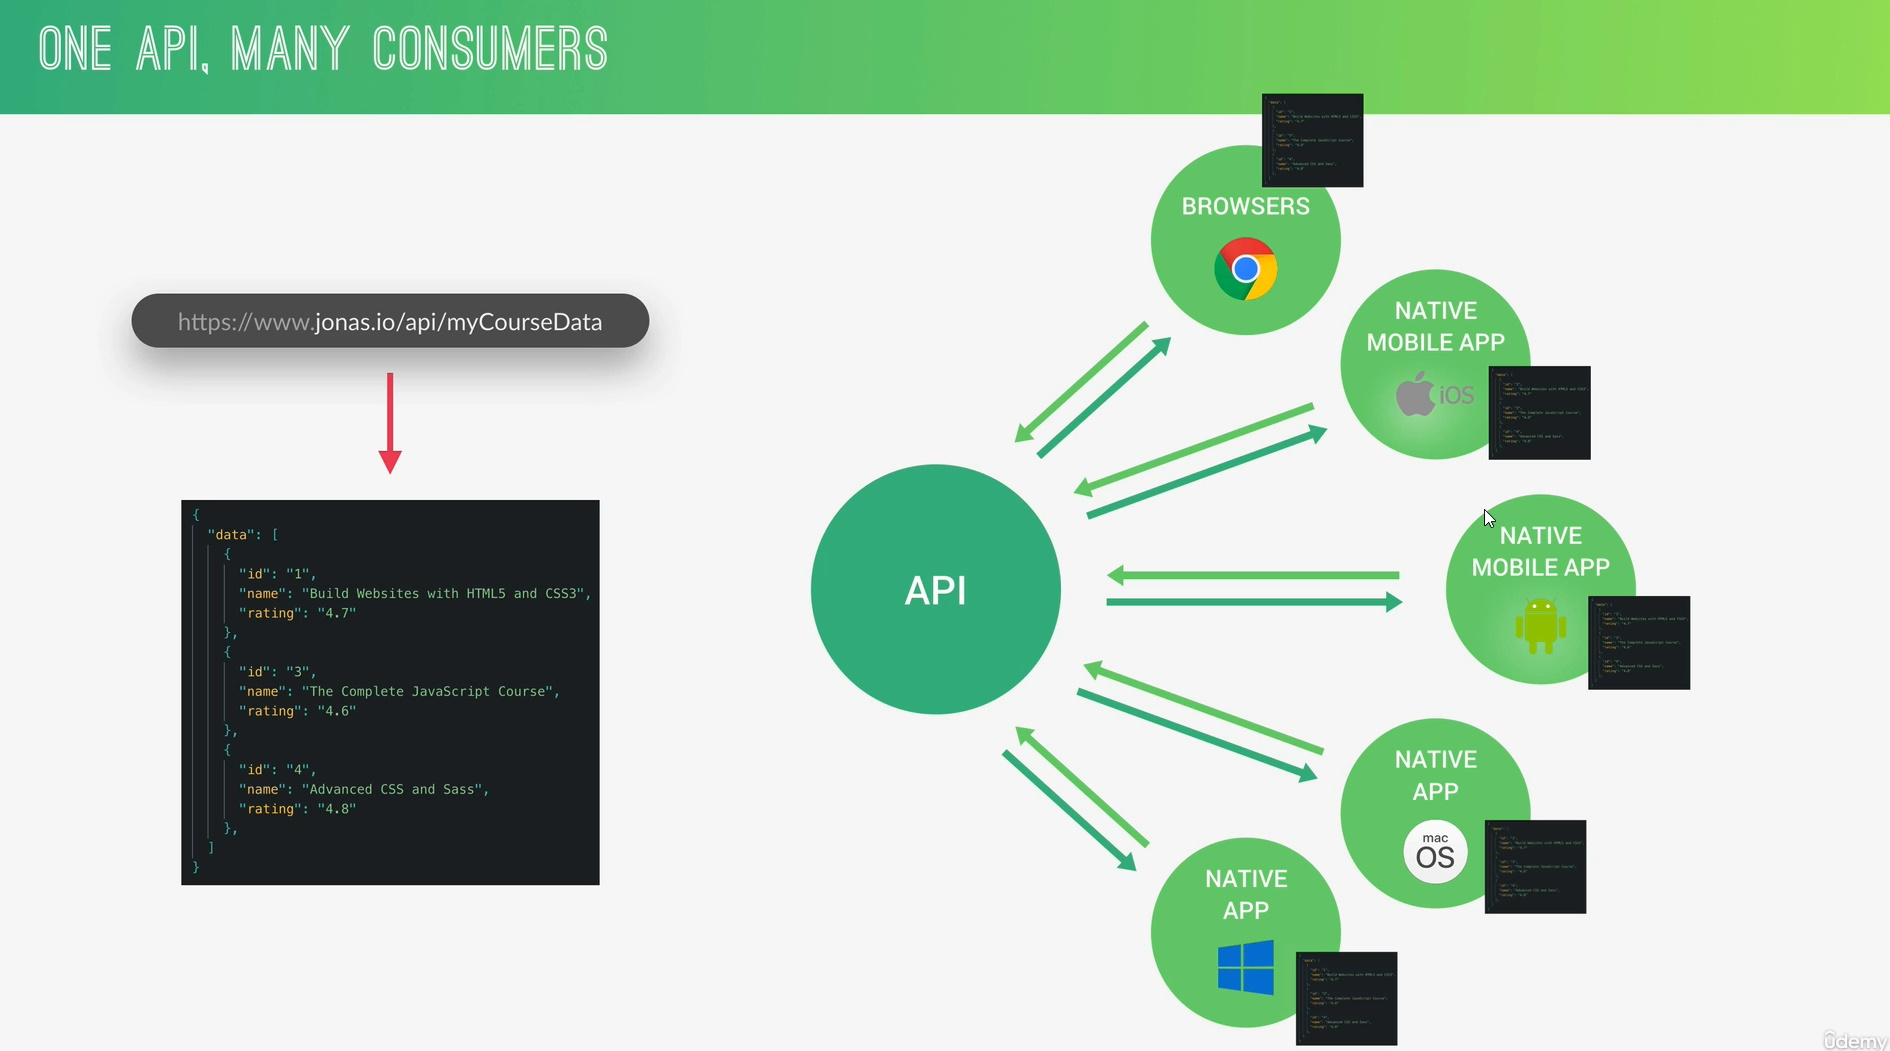 ONE API, MANY CONSUMERS
https://www.jonas.io/api/myCourseData
{
"data": [
{
"id": "1",
"name": "Build Websites with HTML5 and CSS3",
"rating": "4.7"
},
{
"id": "3",
"name": "The Complete JavaScript Course",
"rating": "4.6"
},
{
"id": "4",
"name": "Advanced CSS and Sass",
"rating": "4.8"
},
]
}
API
BROWSERS
NATIVE
MOBILE APP
iOS
NATIVE
MOBILE APP
NATIVE
APP
mac
OS
NATIVE
APP
ûdemy